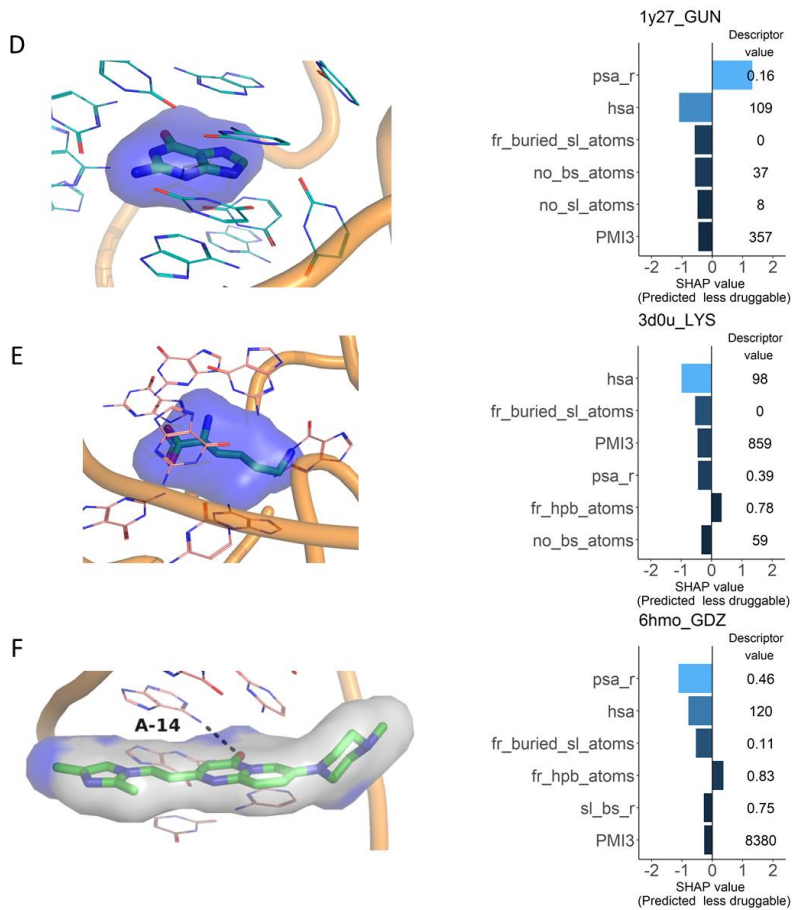 D
1y27_GUN
Descriptor
value
psa_r 0.16
hsa 109
fr_buried_sl_atoms 0
no_bs_atoms 37
no_sl_atoms 8
PMI3 357
-2 -1 0 1 2
SHAP value
(Predicted less druggable)
E
3d0u_LYS
Descriptor
value
hsa 98
fr_buried_sl_atoms 0
PMI3 859
psa_r 0.39
fr_hpb_atoms 0.78
no_bs_atoms 59
-2 -1 0 1 2
SHAP value
(Predicted less druggable)
F
A-14
6hmo_GDZ
Descriptor
value
psa_r 0.46
hsa 120
fr_buried_sl_atoms 0.11
fr_hpb_atoms 0.83
sl_bs_r 0.75
PMI3 8380
-2 -1 0 1 2
SHAP value
(Predicted less druggable)